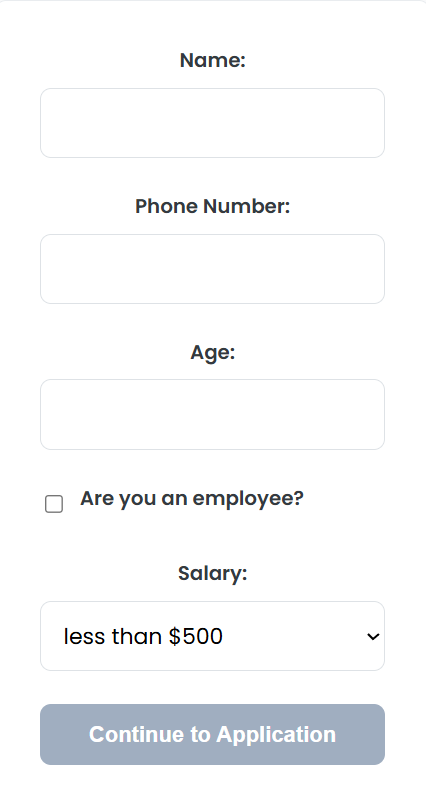 Name:
Phone Number:
Age:
Are you an employee?
Salary:
less than $500
Continue to Application